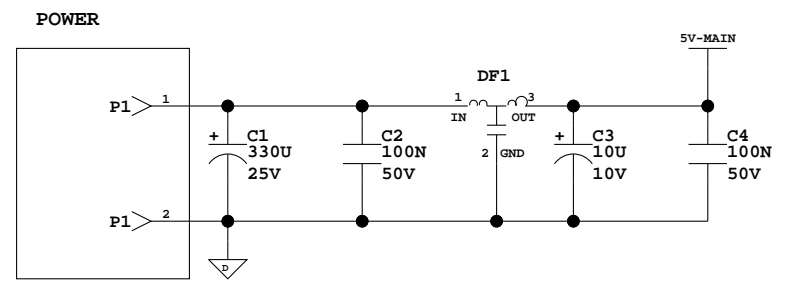 POWER
5V-MAIN
DF1
P1 1
1 3
IN OUT
+ C1
330U
25V
C2
100N
50V
2 GND
+ C3
10U
10V
C4
100N
50V
P1 2
D